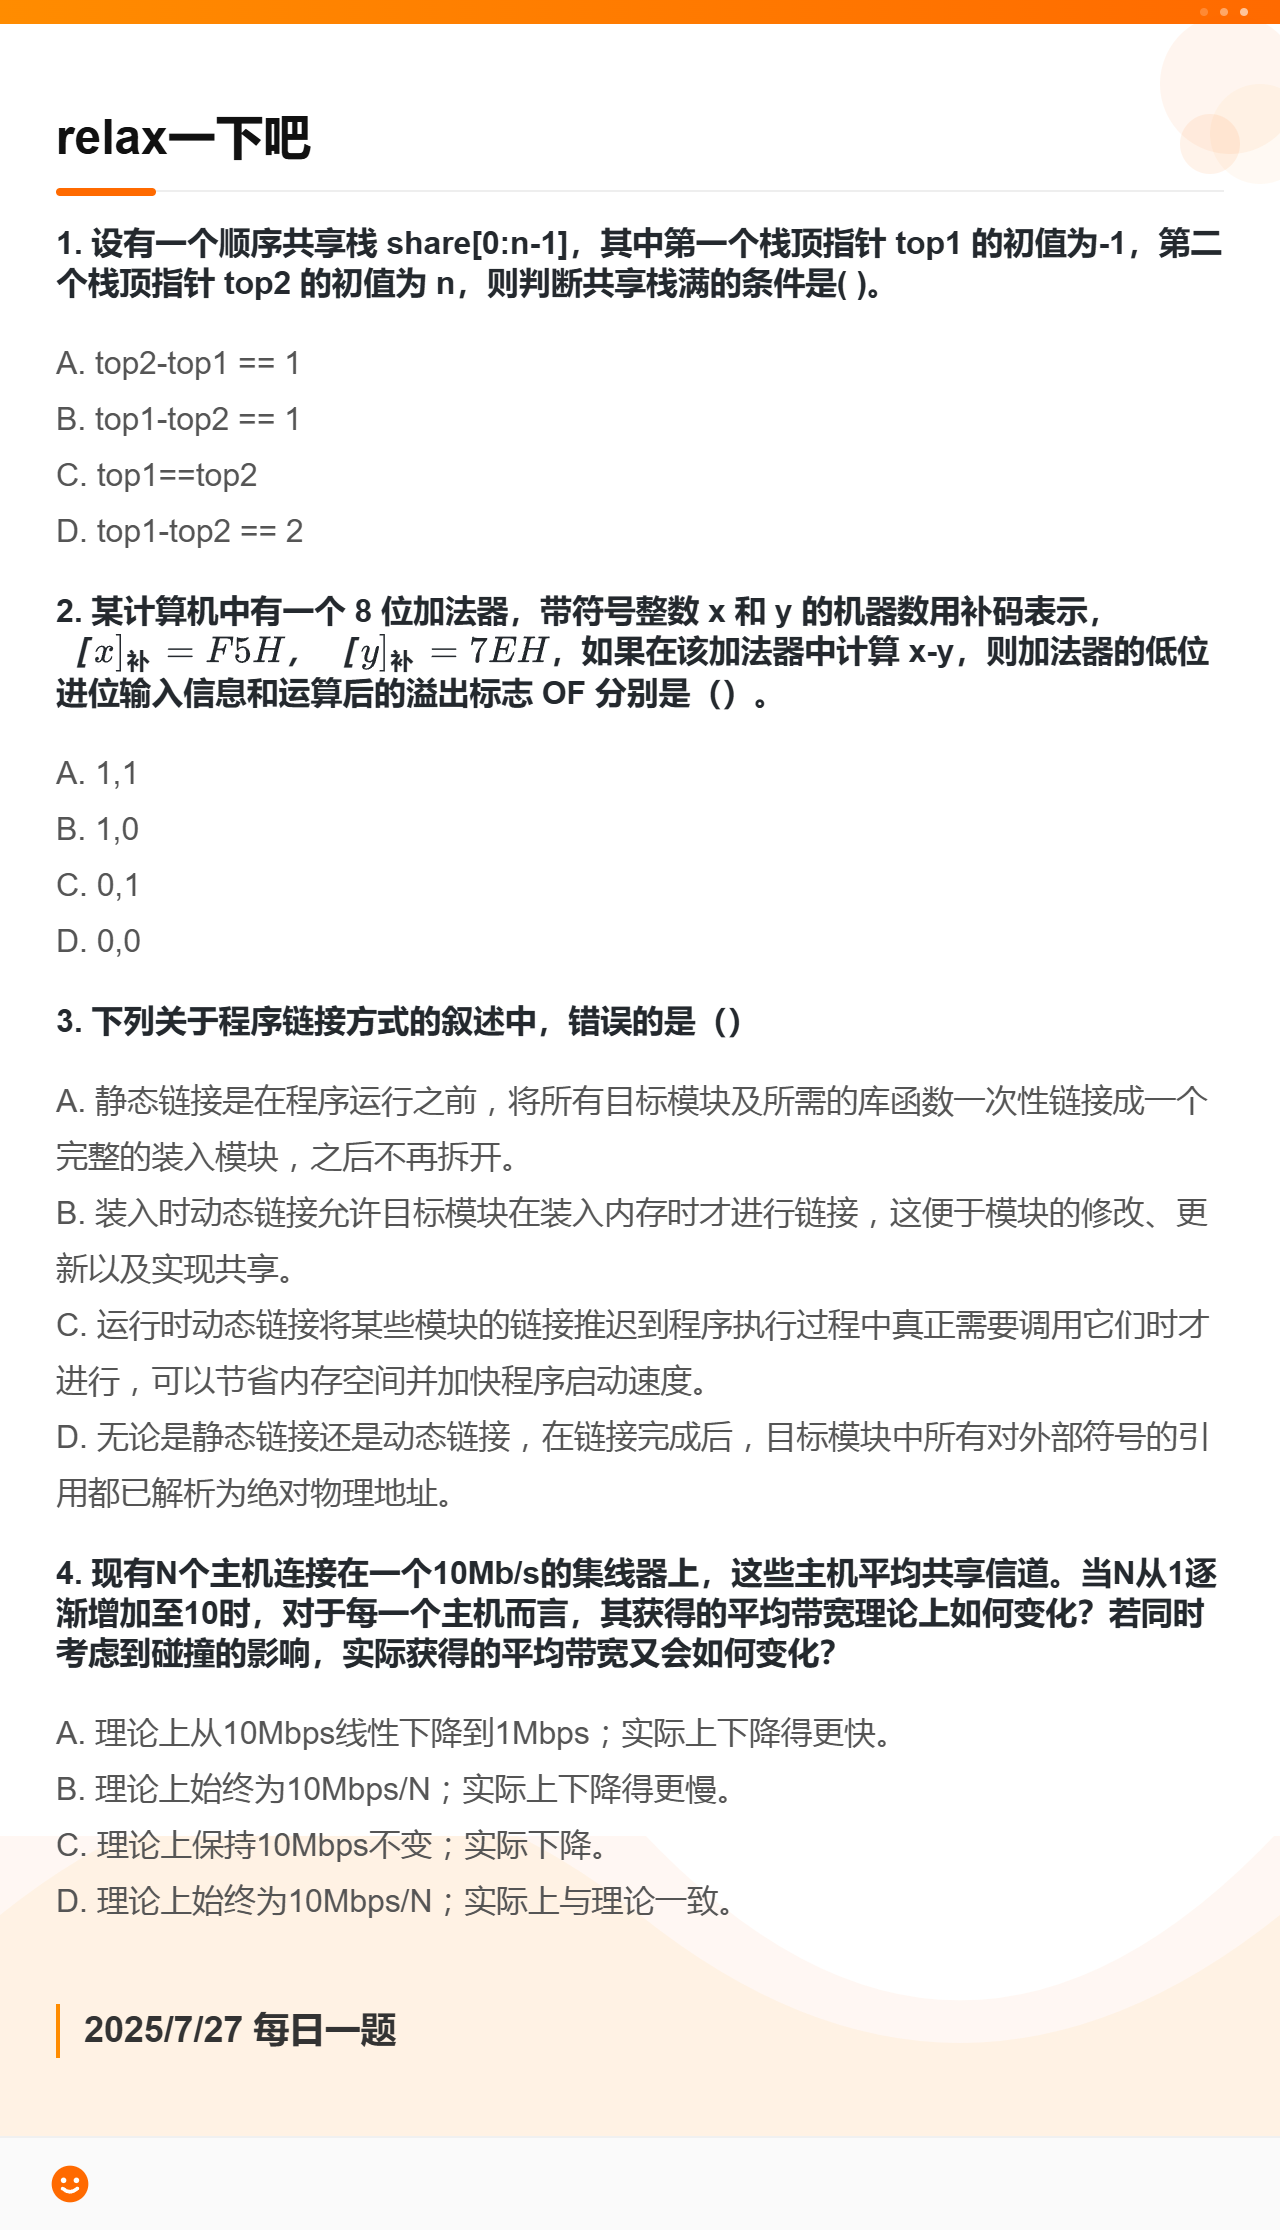 relax一下吧
1. 设有一个顺序共享栈 share[0:n-1]，其中第一个栈顶指针 top1 的初值为-1，第二
个栈顶指针 top2 的初值为 n，则判断共享栈满的条件是( )。
A. top2-top1 == 1
B. top1-top2 == 1
C. top1==top2
D. top1-top2 == 2
2. 某计算机中有一个 8 位加法器，带符号整数 x 和 y 的机器数用补码表示，
[x]补 = F5H， [y]补 = 7EH，如果在该加法器中计算 x-y，则加法器的低位
进位输入信息和运算后的溢出标志 OF 分别是（）。
A. 1,1
B. 1,0
C. 0,1
D. 0,0
3. 下列关于程序链接方式的叙述中，错误的是（）
A. 静态链接是在程序运行之前，将所有目标模块及所需的库函数一次性链接成一个
完整的装入模块，之后不再拆开。
B. 装入时动态链接允许目标模块在装入内存时才进行链接，这便于模块的修改、更
新以及实现共享。
C. 运行时动态链接将某些模块的链接推迟到程序执行过程中真正需要调用它们时才
进行，可以节省内存空间并加快程序启动速度。
D. 无论是静态链接还是动态链接，在链接完成后，目标模块中所有对外部符号的引
用都已解析为绝对物理地址。
4. 现有N个主机连接在一个10Mb/s的集线器上，这些主机平均共享信道。当N从1逐
渐增加至10时，对于每一个主机而言，其获得的平均带宽理论上如何变化？若同时
考虑到碰撞的影响，实际获得的平均带宽又会如何变化？
A. 理论上从10Mbps线性下降到1Mbps；实际上下降得更快。
B. 理论上始终为10Mbps/N；实际上下降得更慢。
C. 理论上保持10Mbps不变；实际下降。
D. 理论上始终为10Mbps/N；实际上与理论一致。
2025/7/27 每日一题